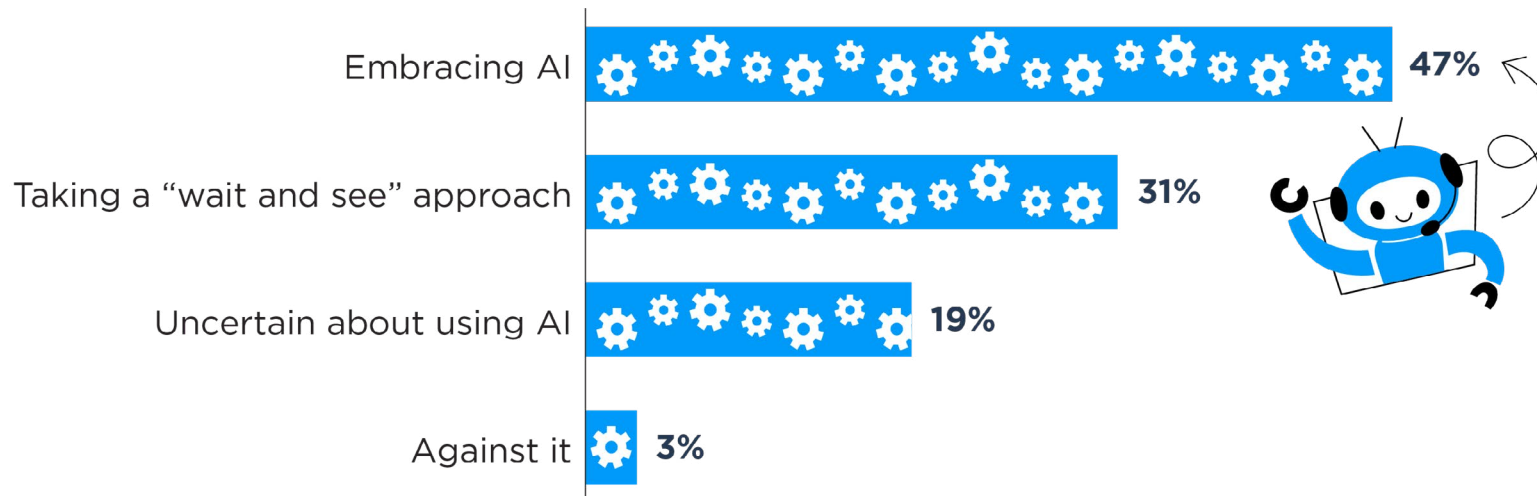 Embracing AI 47%
Taking a “wait and see” approach 31%
Uncertain about using AI 19%
Against it 3%